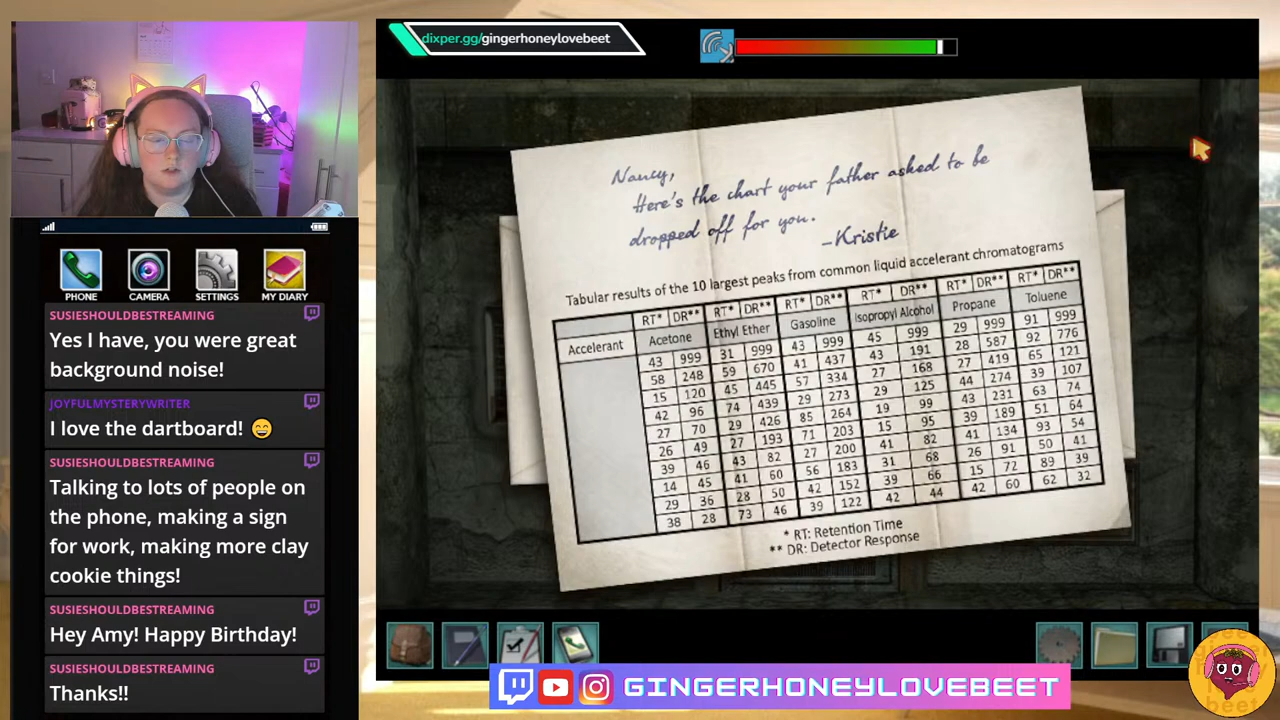 dixper.gg/gingerhoneylovebeet
PHONE CAMERA SETTINGS MY DIARY
SUSIESHOULDBESTREAMING
Yes I have, you were great
background noise!
JOYFULMYSTERYWRITER
I love the dartboard! 😄
SUSIESHOULDBESTREAMING
Talking to lots of people on
the phone, making a sign
for work, making more clay
cookie things!
SUSIESHOULDBESTREAMING
Hey Amy! Happy Birthday!
SUSIESHOULDBESTREAMING
Thanks!!
Nancy,
Here's the chart your father asked to be
dropped off for you.
-Kristie
Tabular results of the 10 largest peaks from common liquid accelerant chromatograms
RT* DR** RT* DR** RT* DR** RT* DR** RT* DR** RT* DR**
Accelerant Acetone Ethyl Ether Gasoline Isopropyl Alcohol Propane Toluene
43 999 31 999 43 999 45 999 29 999 91 999
58 248 59 670 41 437 43 191 28 587 92 776
15 120 45 445 57 334 27 168 27 419 65 121
42 96 74 439 29 273 29 125 44 274 39 107
27 70 29 426 85 264 19 99 43 231 63 74
26 49 27 193 71 203 15 95 39 189 51 64
39 46 43 82 27 200 41 82 41 134 93 54
14 45 41 60 56 183 31 68 26 91 50 41
29 36 28 50 42 152 39 66 15 72 89 39
38 28 73 46 39 122 42 44 42 60 62 32
* RT: Retention Time
** DR: Detector Response
GINGERHONEYLOVEBEET